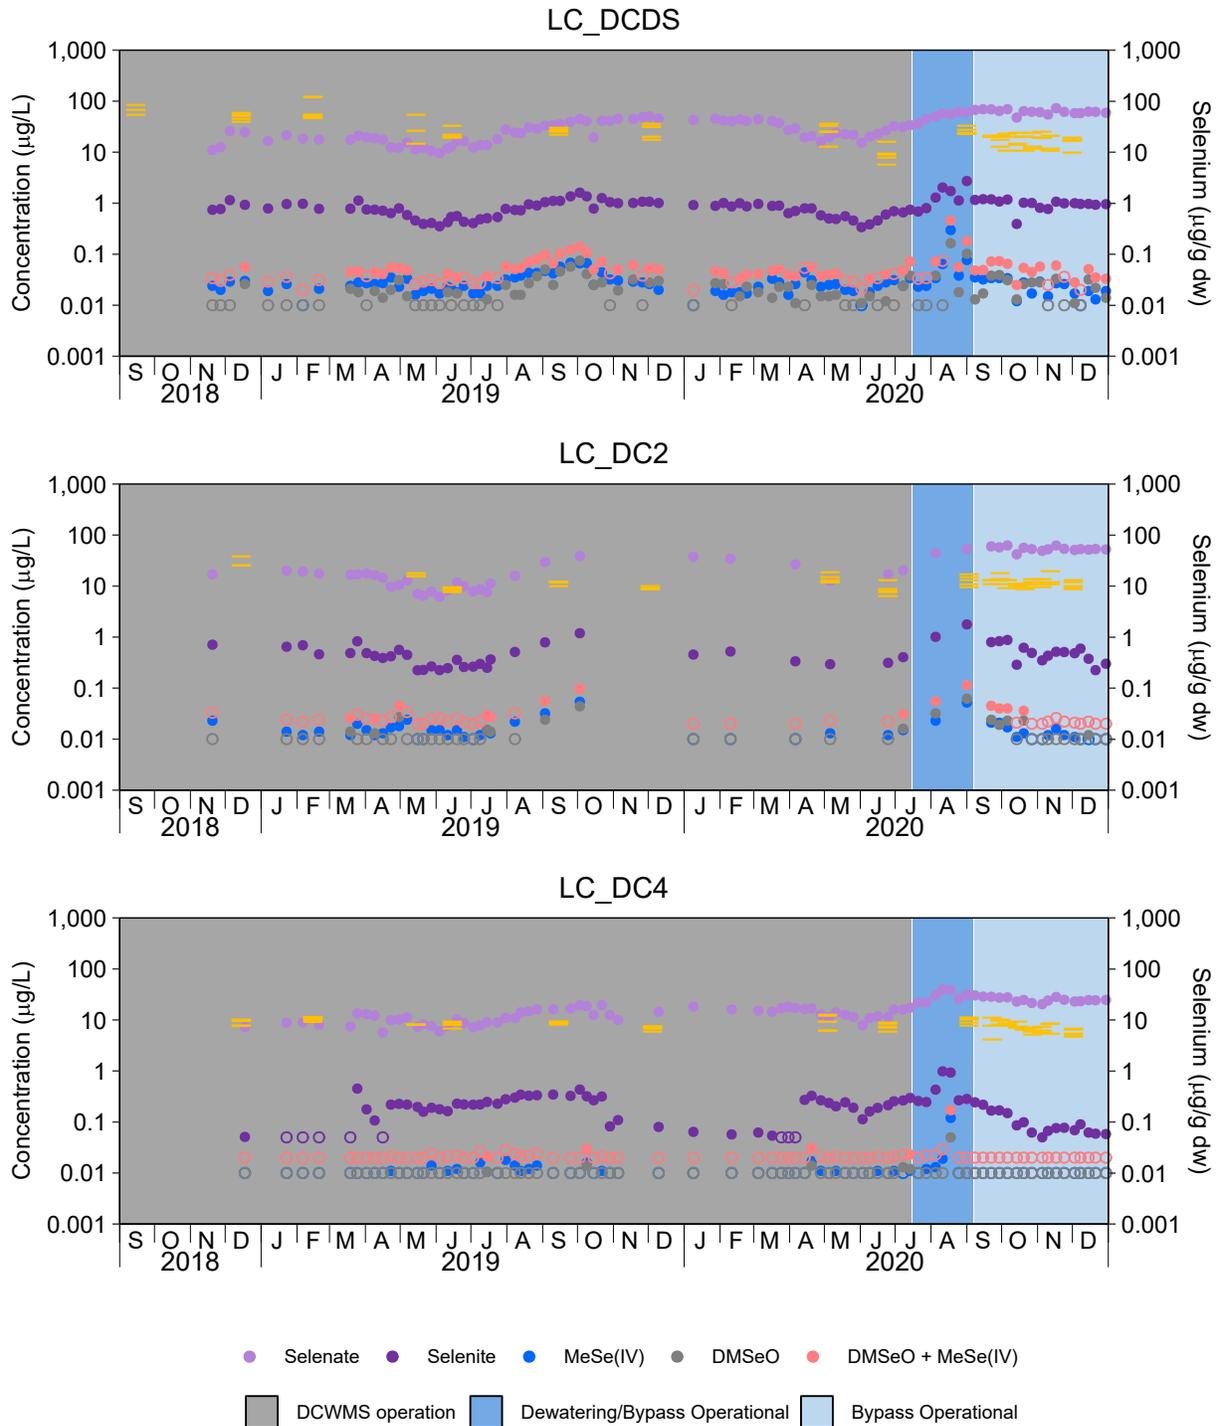 LC_DCDS
Concentration (µg/L)
1,000
100
10
1
0.1
0.01
0.001
1,000
100
10
1
0.1
0.01
0.001
Selenium (µg/g dw)
S O N D J F M A M J J A S O N D J F M A M J J A S O N D
2018 2019 2020
LC_DC2
Concentration (µg/L)
1,000
100
10
1
0.1
0.01
0.001
1,000
100
10
1
0.1
0.01
0.001
Selenium (µg/g dw)
S O N D J F M A M J J A S O N D J F M A M J J A S O N D
2018 2019 2020
LC_DC4
Concentration (µg/L)
1,000
100
10
1
0.1
0.01
0.001
1,000
100
10
1
0.1
0.01
0.001
Selenium (µg/g dw)
S O N D J F M A M J J A S O N D J F M A M J J A S O N D
2018 2019 2020
Selenate Selenite MeSe(IV) DMSeO DMSeO + MeSe(IV)
DCWMS operation Dewatering/Bypass Operational Bypass Operational